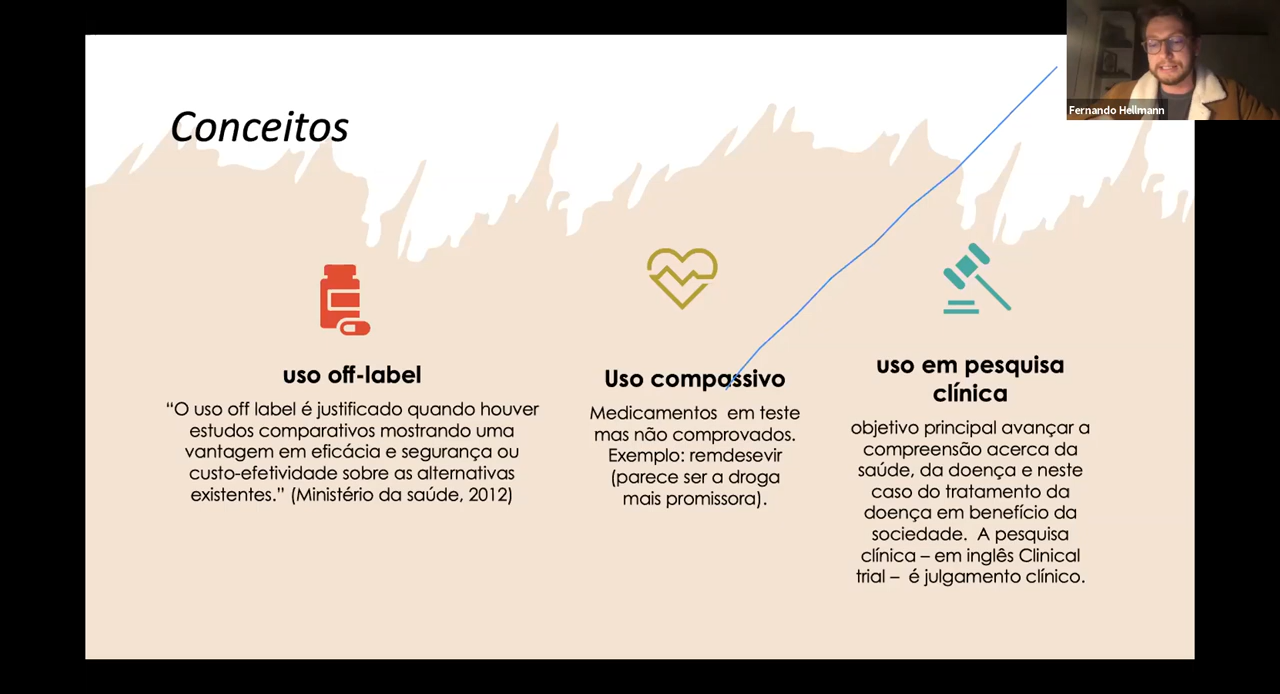 Conceitos
Fernando Hellmann
uso off-label
“O uso off label é justificado quando houver
estudos comparativos mostrando uma
vantagem em eficácia e segurança ou
custo-efetividade sobre as alternativas
existentes.” (Ministério da saúde, 2012)
Uso compassivo
Medicamentos  em teste
mas não comprovados.
Exemplo: remdesevir
(parece ser a droga
mais promissora).
uso em pesquisa
clínica
objetivo principal avançar a
compreensão acerca da
saúde, da doença e neste
caso do tratamento da
doença em benefício da
sociedade.  A pesquisa
clínica – em inglês Clinical
trial –  é julgamento clínico.